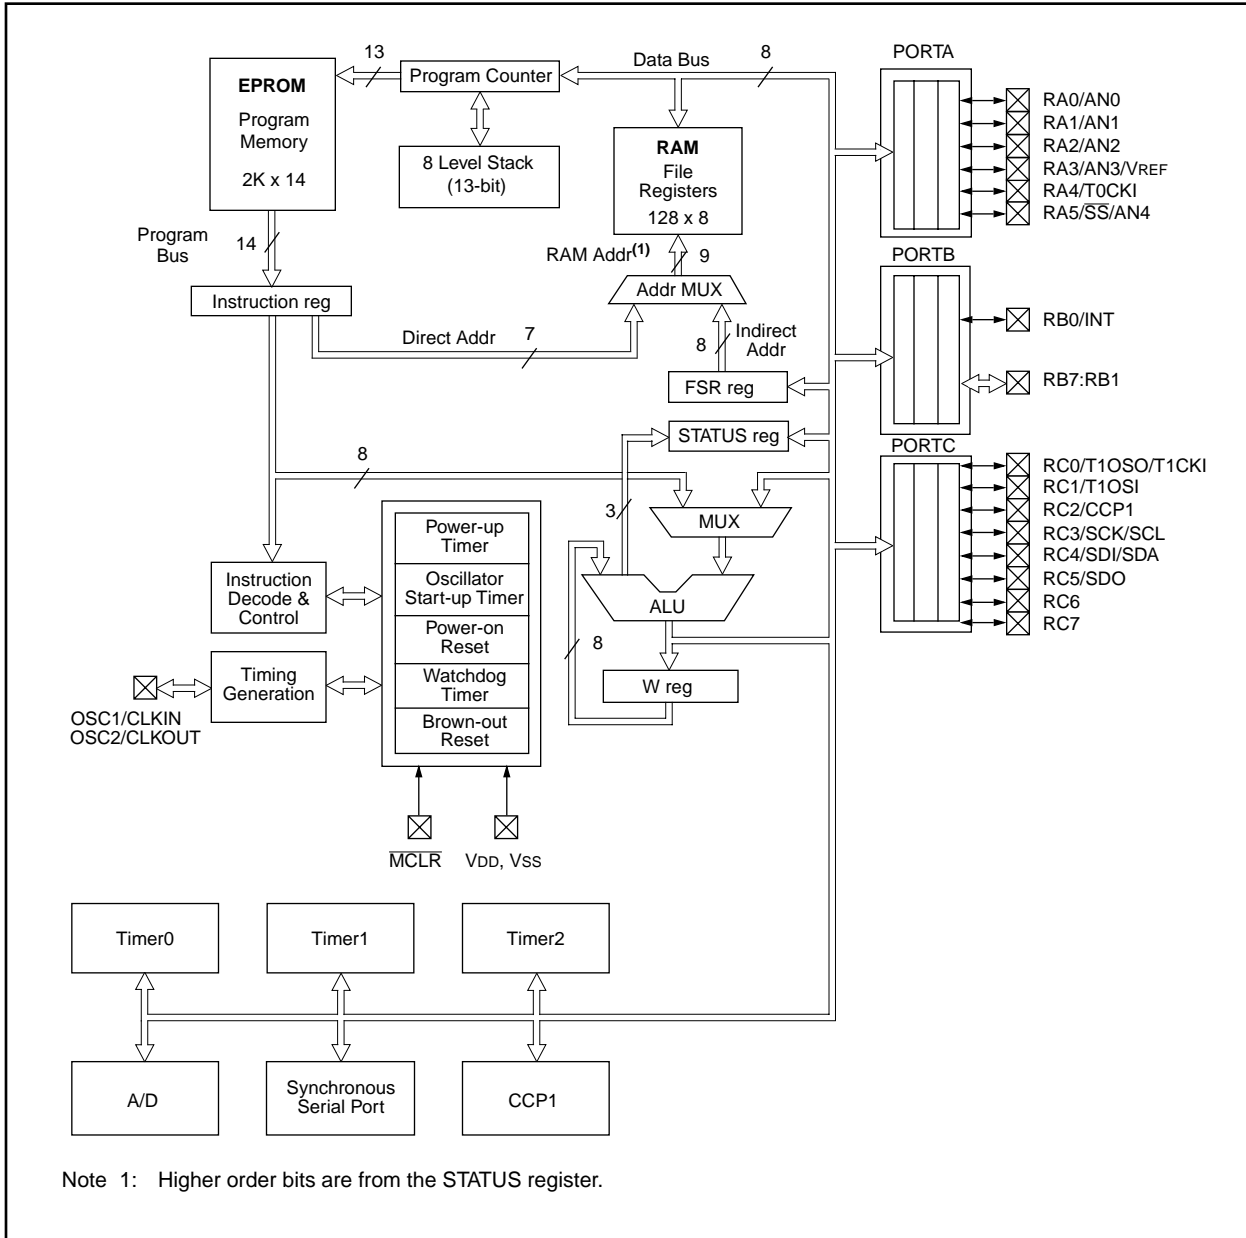 EPROM
Program
Memory
2K x 14
13
Program Counter
8 Level Stack
(13-bit)
Data Bus
8
RAM
File
Registers
128 x 8
Program
Bus
14
RAM Addr(1)
9
Addr MUX
Instruction reg
Direct Addr
7
8
Indirect
Addr
FSR reg
STATUS reg
8
3
MUX
ALU
8
W reg
Power-up
Timer
Oscillator
Start-up Timer
Power-on
Reset
Watchdog
Timer
Brown-out
Reset
Instruction
Decode &
Control
Timing
Generation
OSC1/CLKIN
OSC2/CLKOUT
MCLR
VDD, VSS
PORTA
RA0/AN0
RA1/AN1
RA2/AN2
RA3/AN3/VREF
RA4/T0CKI
RA5/SS/AN4
PORTB
RB0/INT
RB7:RB1
PORTC
RC0/T1OSO/T1CKI
RC1/T1OSI
RC2/CCP1
RC3/SCK/SCL
RC4/SDI/SDA
RC5/SDO
RC6
RC7
Timer0
Timer1
Timer2
A/D
Synchronous
Serial Port
CCP1
Note 1: Higher order bits are from the STATUS register.